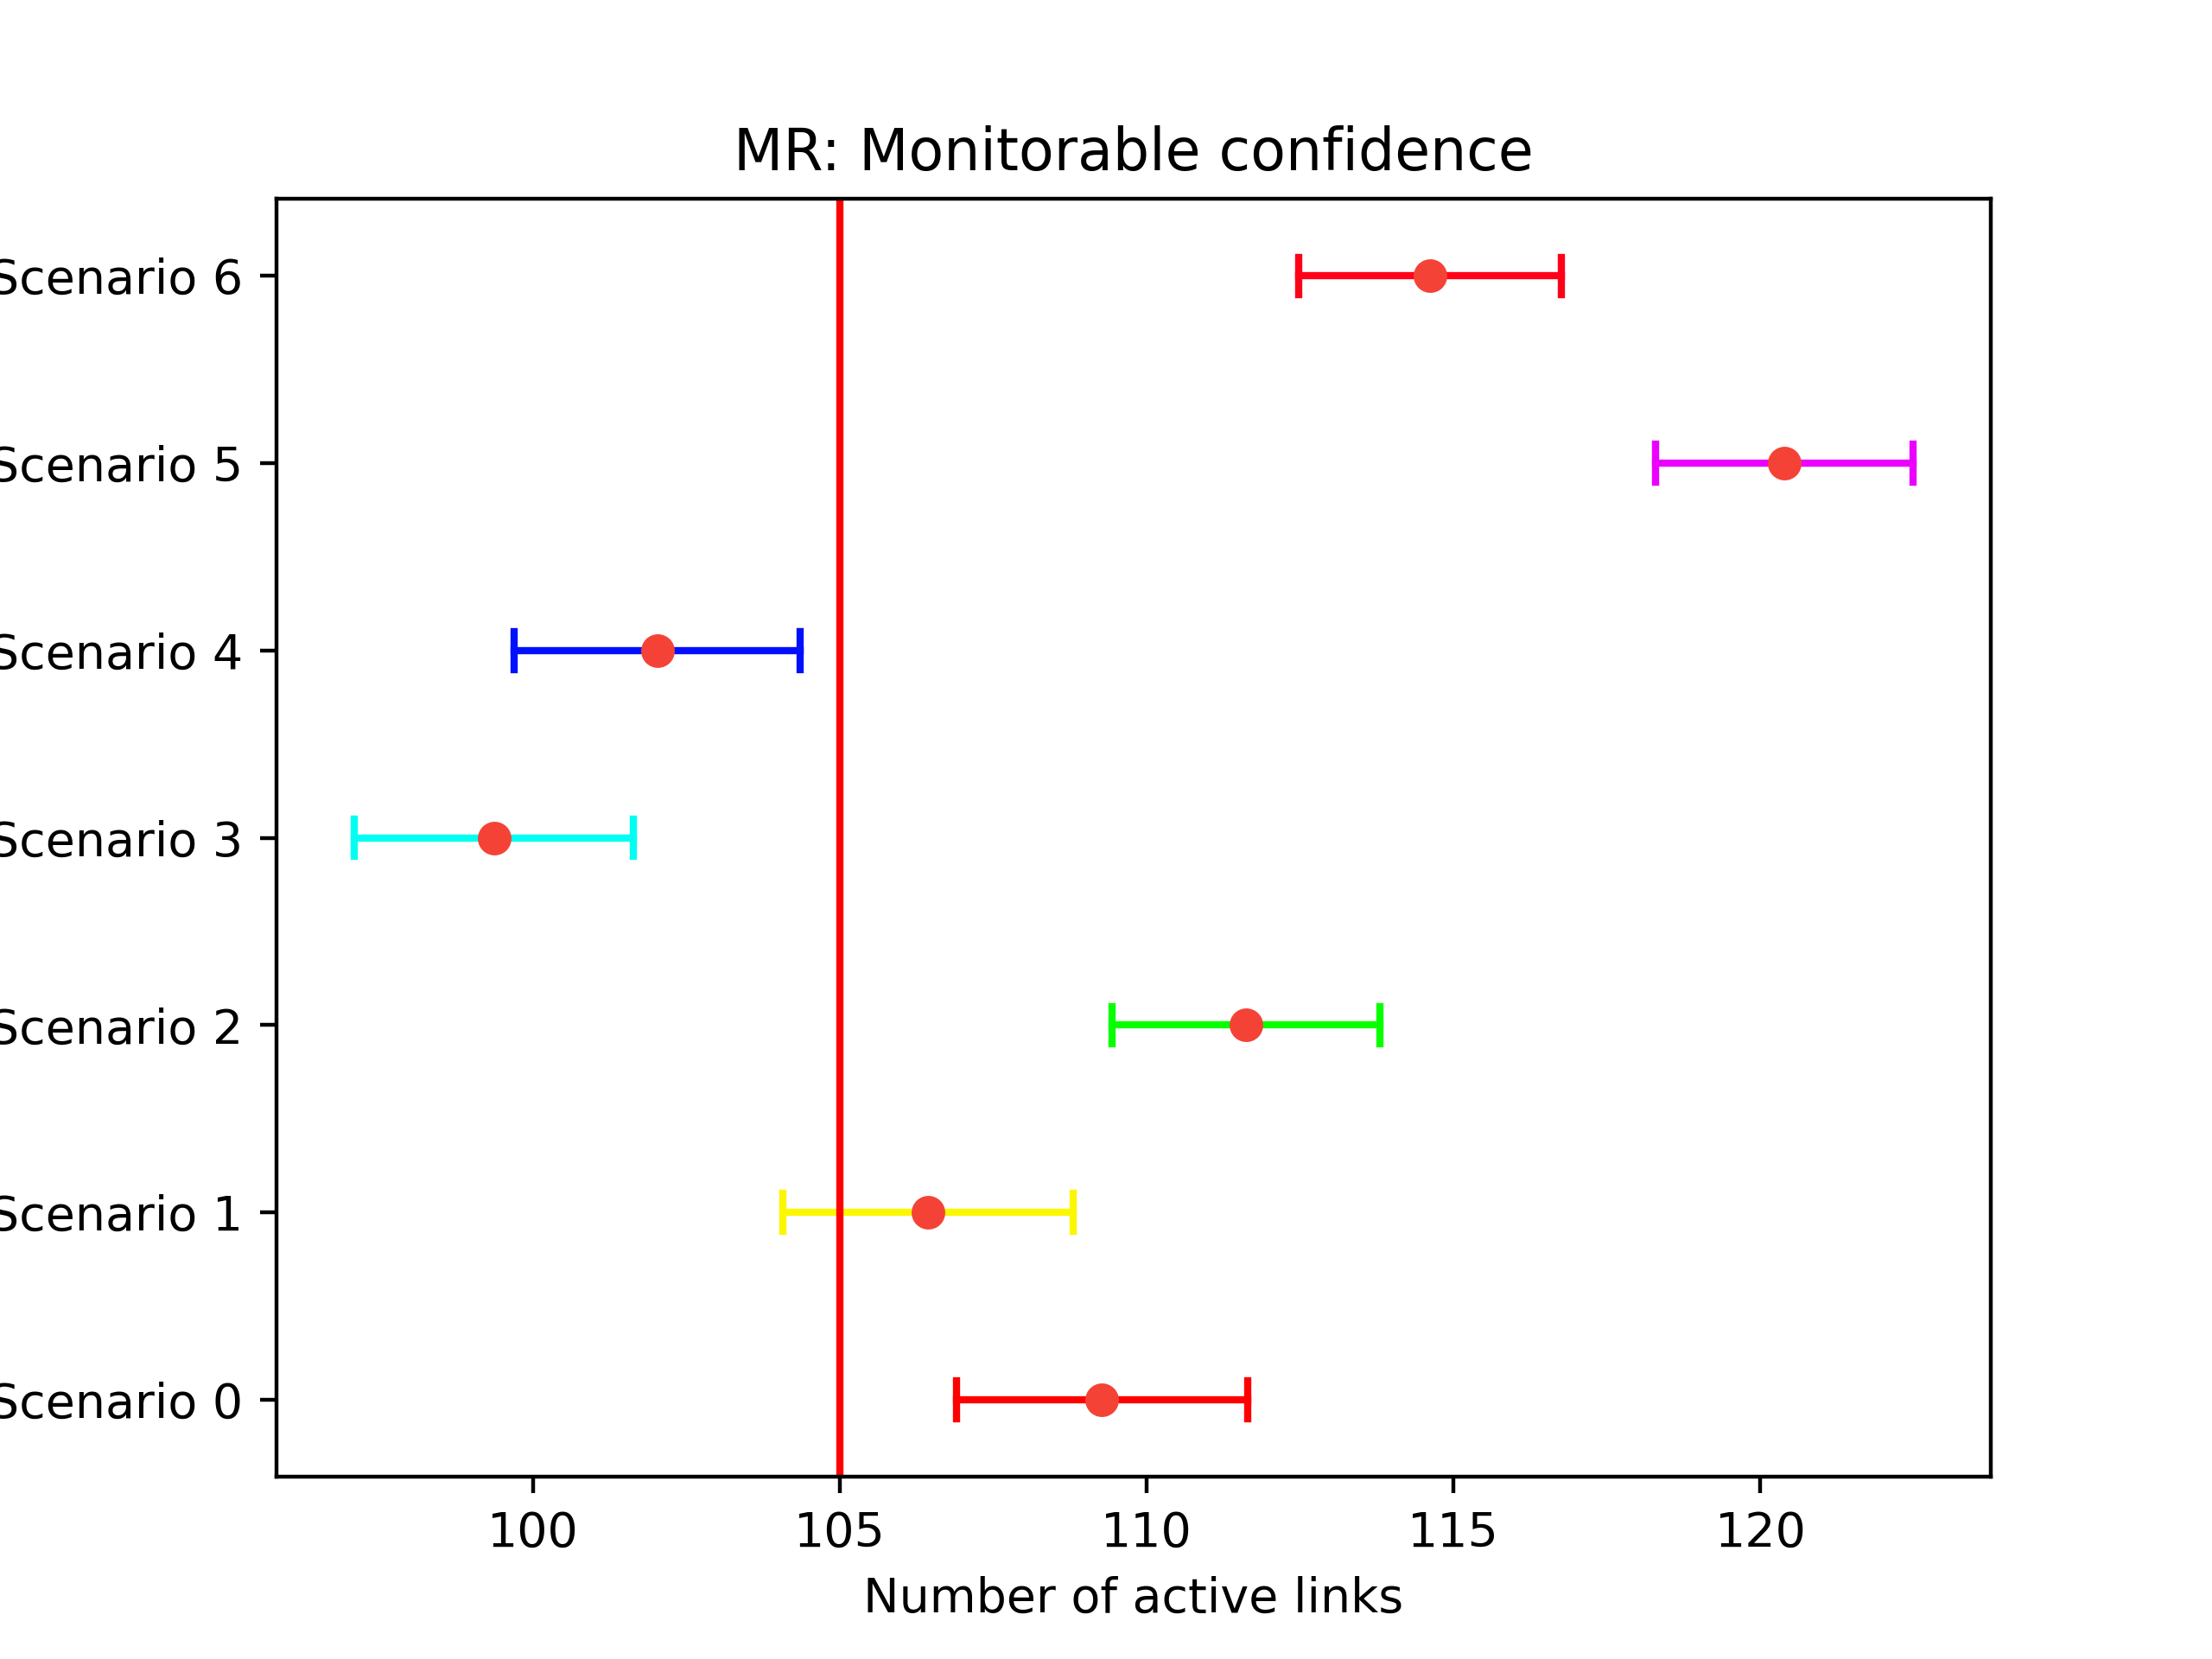 MR: Monitorable confidence
Scenario 6
Scenario 5
Scenario 4
Scenario 3
Scenario 2
Scenario 1
Scenario 0
100 105 110 115 120
Number of active links